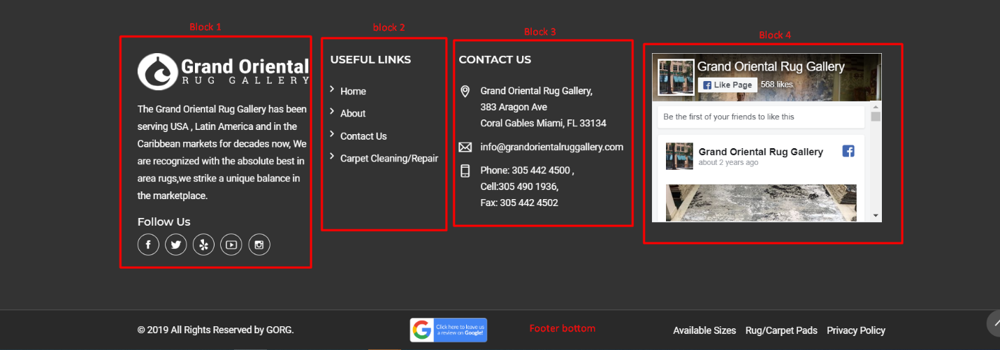 Block 1
Grand Oriental
RUG GALLERY
The Grand Oriental Rug Gallery has been
serving USA , Latin America and in the
Caribbean markets for decades now, We
are recognized with the absolute best in
area rugs,we strike a unique balance in
the marketplace.
Follow Us
block 2
USEFUL LINKS
Home
About
Contact Us
Carpet Cleaning/Repair
Block 3
CONTACT US
Grand Oriental Rug Gallery,
383 Aragon Ave
Coral Gables Miami, FL 33134
info@grandorientalruggallery.com
Phone: 305 442 4500 ,
Cell:305 490 1936,
Fax: 305 442 4502
Block 4
Grand Oriental Rug Gallery
Like Page 568 likes
Be the first of your friends to like this
Grand Oriental Rug Gallery
about 2 years ago
© 2019 All Rights Reserved by GORG.
Click here to leave us
a review on Google!
Footer bottom
Available Sizes Rug/Carpet Pads Privacy Policy